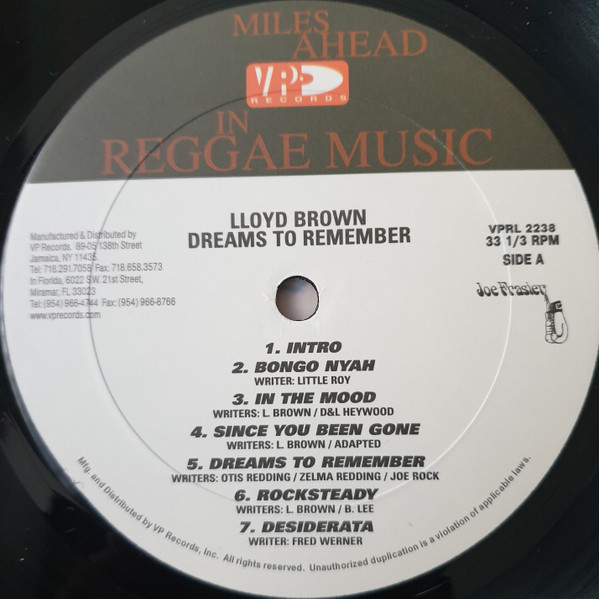 MILES
AHEAD
VP
RECORDS
IN
REGGAE MUSIC
LLOYD BROWN
DREAMS TO REMEMBER
Manufactured & Distributed by
VP Records, 89-05 138th Street
Jamaica, NY 11435,
Tel: 718.291.7058 Fax: 718.658.3573
In Florida, 6022 S.W. 21st Street,
Miramar, FL 33023
Tel: (954) 966-4744 Fax: (954) 966-8766
www.vprecords.com
VPRL 2238
33 1/3 RPM
SIDE A
Joe Frasier
1. INTRO
2. BONGO NYAH
WRITER: LITTLE ROY
3. IN THE MOOD
WRITERS: L. BROWN / D&L HEYWOOD
4. SINCE YOU BEEN GONE
WRITERS: L. BROWN / ADAPTED
5. DREAMS TO REMEMBER
WRITERS: OTIS REDDING / ZELMA REDDING / JOE ROCK
6. ROCKSTEADY
WRITERS: L. BROWN / B. LEE
7. DESIDERATA
WRITER: FRED WERNER
Mfg. and Distributed by VP Records, Inc. All rights reserved. Unauthorized duplication is a violation of applicable laws.